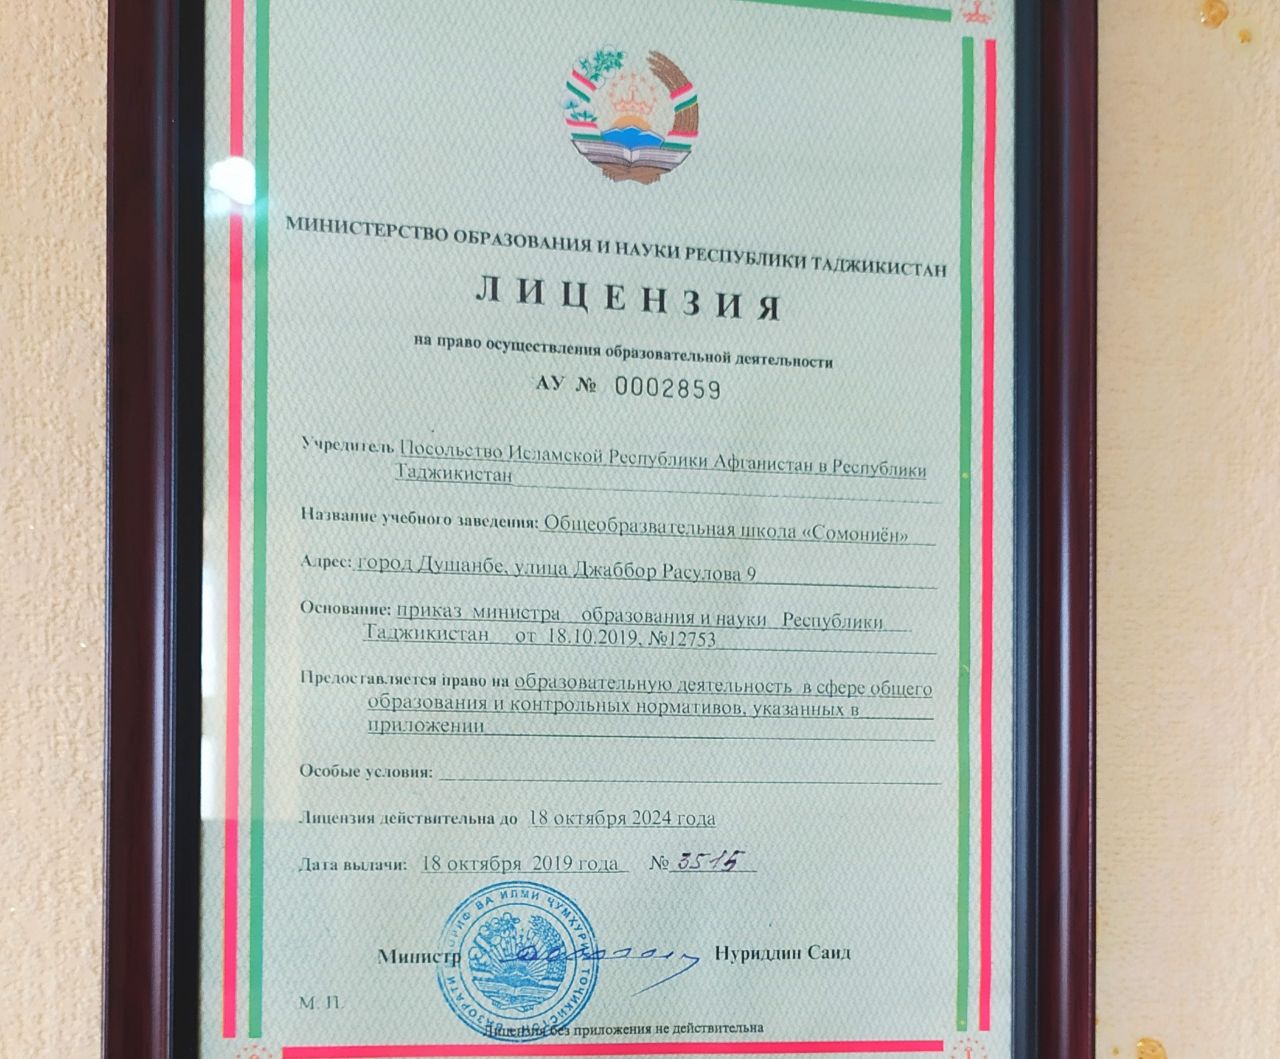 МИНИСТЕРСТВО ОБРАЗОВАНИЯ И НАУКИ РЕСПУБЛИКИ ТАДЖИКИСТАН
ЛИЦЕНЗИЯ
на право осуществления образовательной деятельности
АУ № 0002859
Учредитель Посольство Исламской Республики Афганистан в Республики
Таджикистан
Название учебного заведения: Общеобразвательная школа «Сомониён»
Адрес: город Душанбе, улица Джаббор Расулова 9
Основание: приказ министра образования и науки Республики
Таджикистан от 18.10.2019, №12753
Предоставляется право на образовательную деятельность в сфере общего
образования и контрольных нормативов, указанных в
приложении
Особые условия:
Лицензия действительна до 18 октября 2024 года
Дата выдачи: 18 октября 2019 года № 3515
Министр Нуриддин Саид
М. П.
Лицензия без приложения не действительна